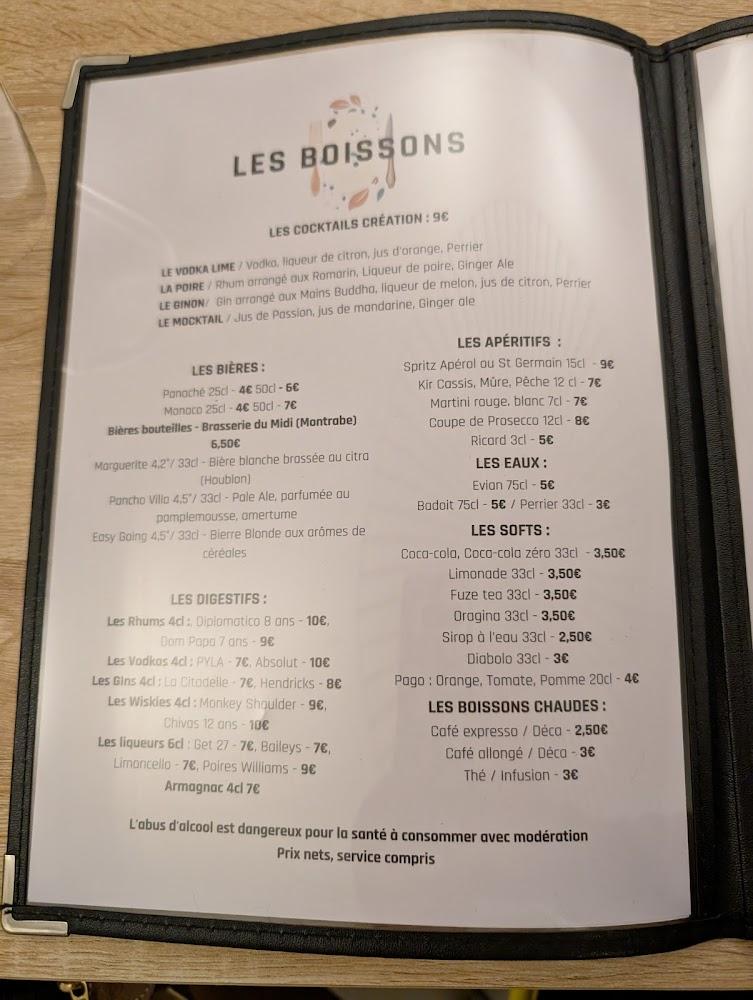 LES BOISSONS
LES COCKTAILS CRÉATION : 9€
LE VODKA LIME / Vodka, liqueur de citron, jus d'orange, Perrier
LA POIRE / Rhum arrangé aux Romarin, Liqueur de poire, Ginger Ale
LE GINON/ Gin arrangé aux Mains Buddha, liqueur de melon, jus de citron, Perrier
LE MOCKTAIL / Jus de Passion, jus de mandarine, Ginger ale
LES BIÈRES :
Panaché 25cl - 4€ 50cl - 6€
Monaco 25cl - 4€ 50cl - 7€
Bières bouteilles - Brasserie du Midi (Montrabe)
6,50€
Marguerite 4,2°/ 33cl - Bière blanche brassée au citra
(Houblon)
Pancho Villa 4,5°/ 33cl - Pale Ale, parfumée au
pamplemousse, amertume
Easy Going 4,5°/ 33cl - Bierre Blonde aux arômes de
céréales
LES DIGESTIFS :
Les Rhums 4cl :, Diplomatico 8 ans - 10€,
Dom Papa 7 ans - 9€
Les Vodkas 4cl : PYLA - 7€, Absolut - 10€
Les Gins 4cl : La Citadelle - 7€, Hendricks - 8€
Les Wiskies 4cl : Monkey Shoulder - 9€,
Chivas 12 ans - 10€
Les liqueurs 6cl : Get 27 - 7€, Baileys - 7€,
Limoncello - 7€, Poires Williams - 9€
Armagnac 4cl 7€
LES APÉRITIFS :
Spritz Apérol ou St Germain 15cl - 9€
Kir Cassis, Mûre, Pêche 12 cl - 7€
Martini rouge, blanc 7cl - 7€
Coupe de Prosecco 12cl - 8€
Ricard 3cl - 5€
LES EAUX :
Evian 75cl - 5€
Badoit 75cl - 5€ / Perrier 33cl - 3€
LES SOFTS :
Coca-cola, Coca-cola zéro 33cl - 3,50€
Limonade 33cl - 3,50€
Fuze tea 33cl - 3,50€
Oragina 33cl - 3,50€
Sirop à l'eau 33cl - 2,50€
Diabolo 33cl - 3€
Pago : Orange, Tomate, Pomme 20cl - 4€
LES BOISSONS CHAUDES :
Café expresso / Déca - 2,50€
Café allongé / Déca - 3€
Thé / Infusion - 3€
L'abus d'alcool est dangereux pour la santé à consommer avec modération
Prix nets, service compris